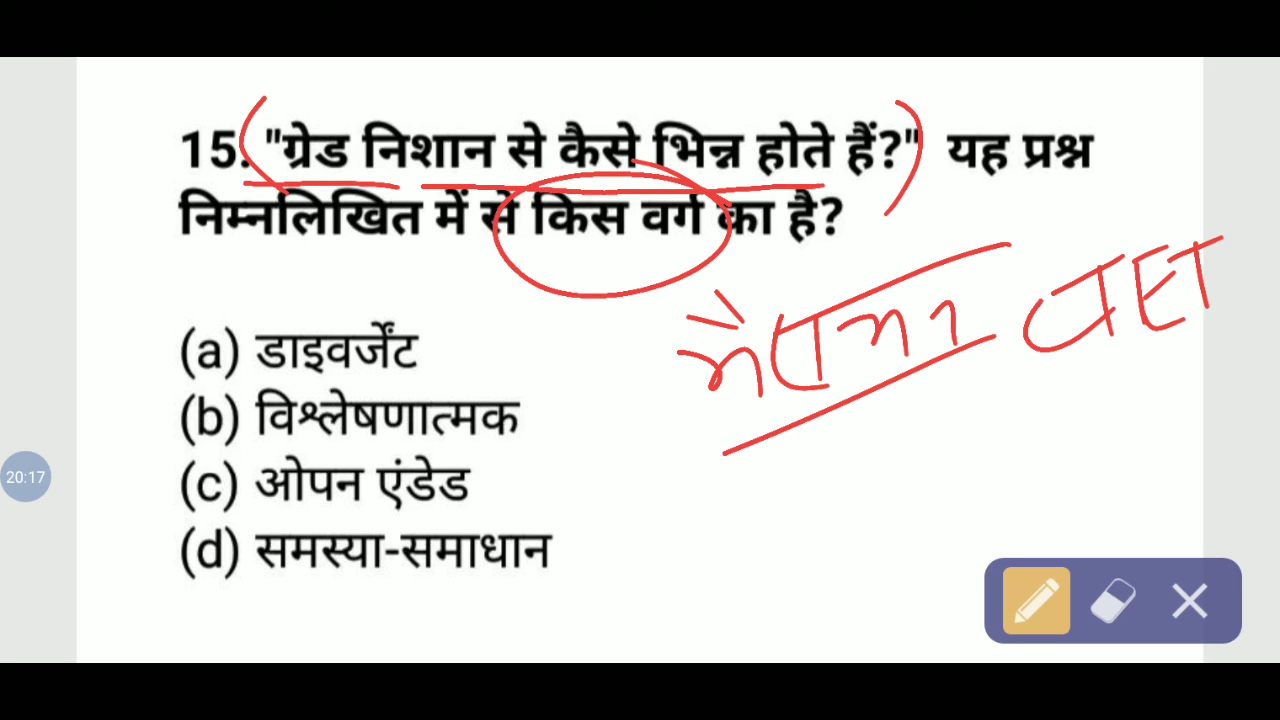 15. "ग्रेड निशान से कैसे भिन्न होते हैं?" यह प्रश्न
निम्नलिखित में से किस वर्ग का है?
(a) डाइवर्जेंट
(b) विश्लेषणात्मक
(c) ओपन एंडेड
(d) समस्या-समाधान
20:17